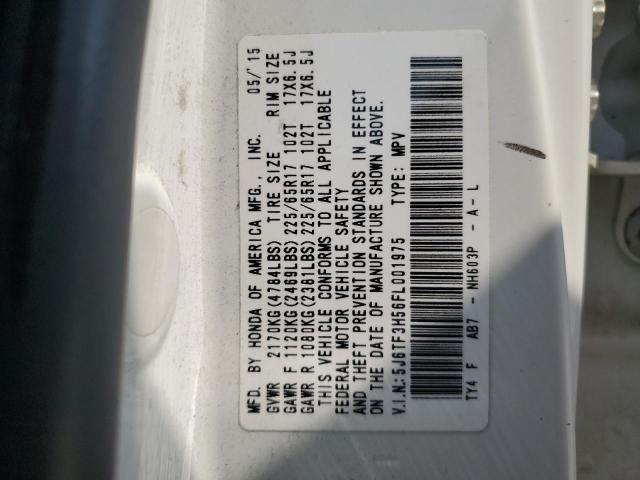 MFD. BY HONDA OF AMERICA MFG., INC. 05/'15
GVWR 2170KG(4784LBS) TIRE SIZE RIM SIZE
GAWR F 1120KG(2469LBS)225/65R17 102T 17X6.5J
GAWR R 1080KG(2381LBS)225/65R17 102T 17X6.5J
THIS VEHICLE CONFORMS TO ALL APPLICABLE
FEDERAL MOTOR VEHICLE SAFETY
AND THEFT PREVENTION STANDARDS IN EFFECT
ON THE DATE OF MANUFACTURE SHOWN ABOVE.
V.I.N.:5J6TF3H56FL001975 TYPE: MPV
TY4 F AB7 - NH603P - A - L